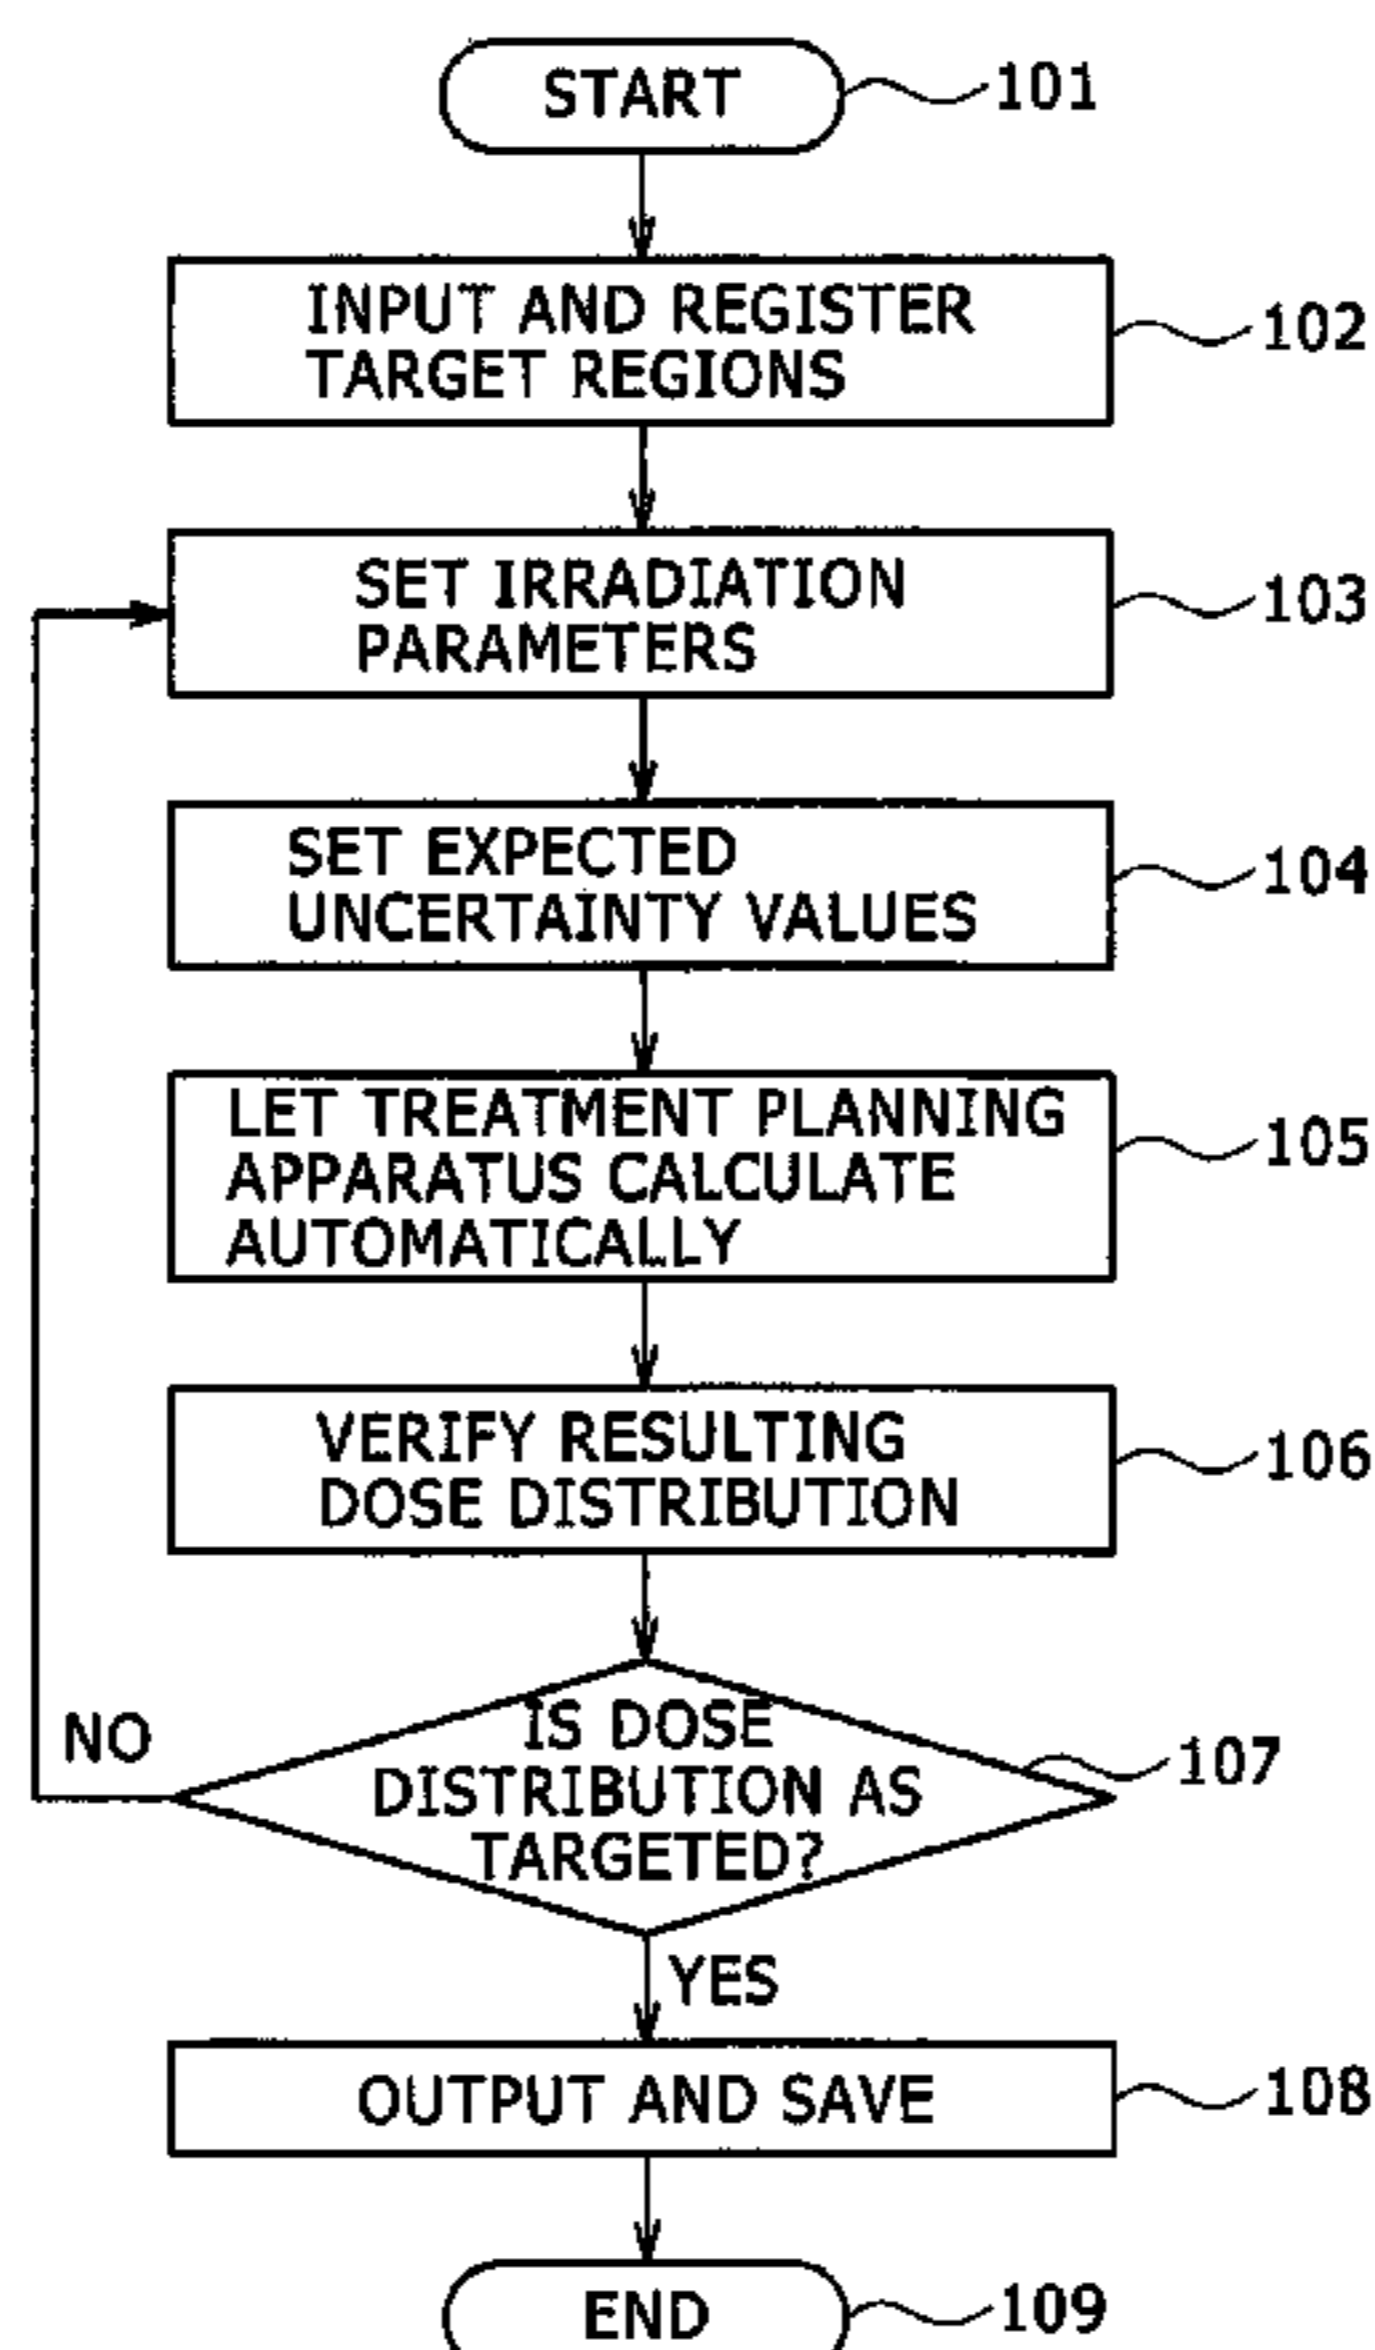 START
101
INPUT AND REGISTER
TARGET REGIONS
102
SET IRRADIATION
PARAMETERS
103
SET EXPECTED
UNCERTAINTY VALUES
104
LET TREATMENT PLANNING
APPARATUS CALCULATE
AUTOMATICALLY
105
VERIFY RESULTING
DOSE DISTRIBUTION
106
IS DOSE
DISTRIBUTION AS
TARGETED?
107
NO
YES
OUTPUT AND SAVE
108
END
109